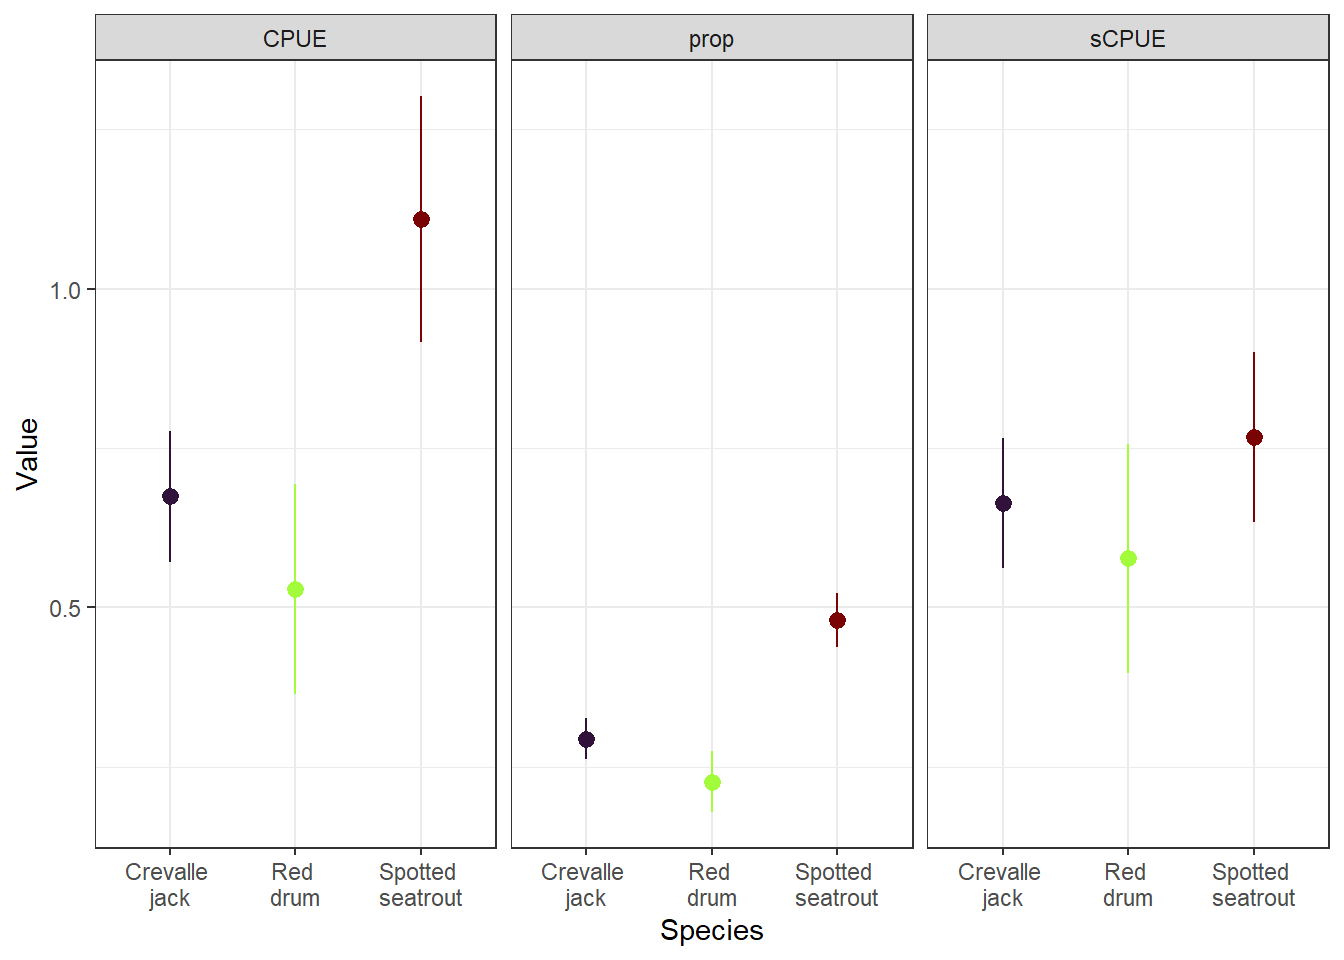 CPUE
prop
sCPUE
Value
1.0
0.5
Crevalle
jack
Red
drum
Spotted
seatrout
Crevalle
jack
Red
drum
Spotted
seatrout
Crevalle
jack
Red
drum
Spotted
seatrout
Species